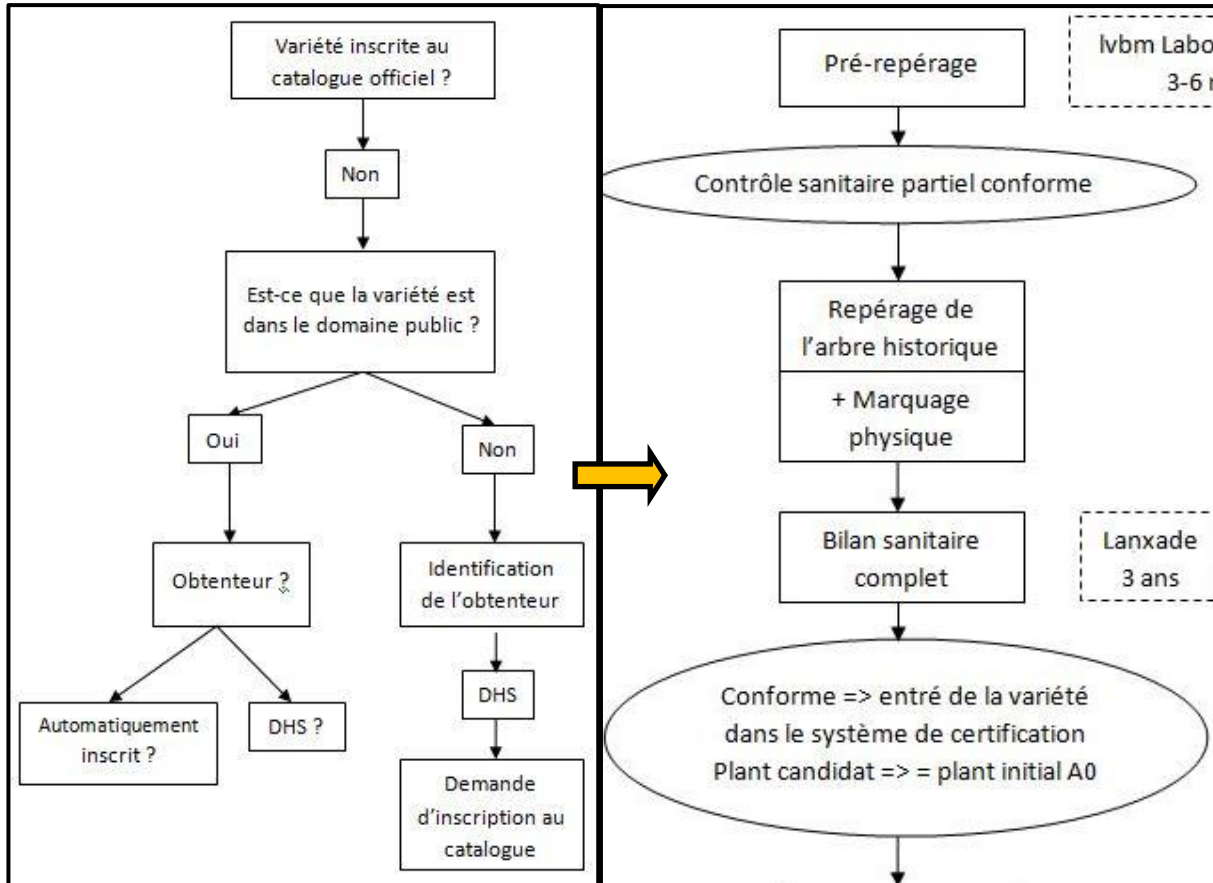 Variété inscrite au
catalogue officiel ?
Non
Est-ce que la variété est
dans le domaine public ?
Oui
Non
Obtenteur ?
Identification
de l'obtenteur
Automatiquement
inscrit ?
DHS ?
DHS
Demande
d'inscription au
catalogue
Pré-repérage
lvbm Labo
3-6
Contrôle sanitaire partiel conforme
Repérage de
l'arbre historique
+ Marquage
physique
Bilan sanitaire
complet
Lanxade
3 ans
Conforme => entré de la variété
dans le système de certification
Plant candidat => = plant initial A0